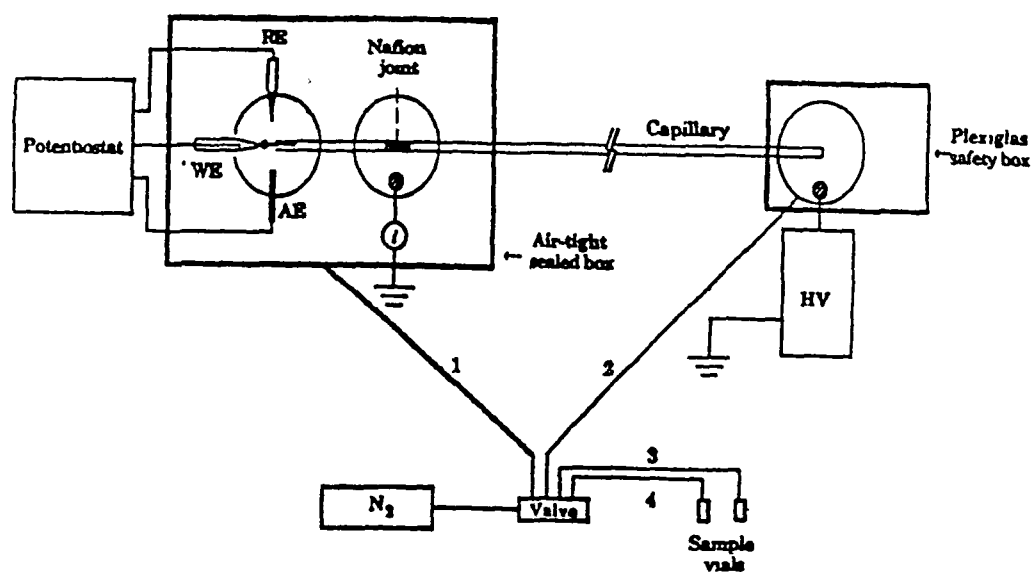 RE
Nafion
joint
Potentiostat
WE
AE
i
Air-tight
sealed box
Capillary
Plexiglas
safety box
HV
1
2
3
4
N₂
Valve
Sample
vials